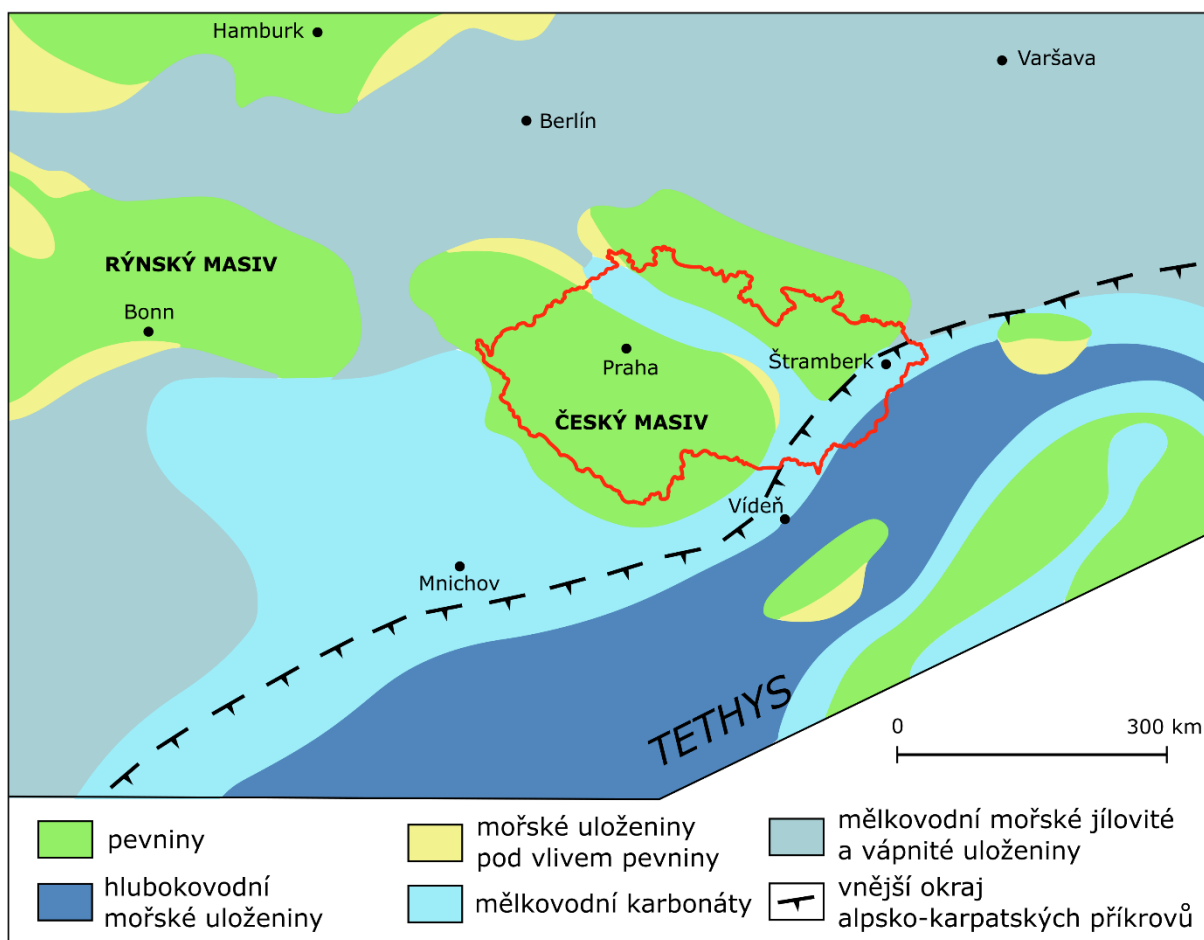 Hamburk
Varšava
Berlín
RÝNSKÝ MASIV
Bonn
Praha
Štramberk
ČESKÝ MASIV
Vídeň
Mnichov
TETHYS
0
300 km
pevniny
hlubokovodní
mořské uloženiny
mořské uloženiny
pod vlivem pevniny
mělkovodní karbonáty
mělkovodní mořské jílovité
a vápnité uloženiny
vnější okraj
alpsko-karpatských příkrovů